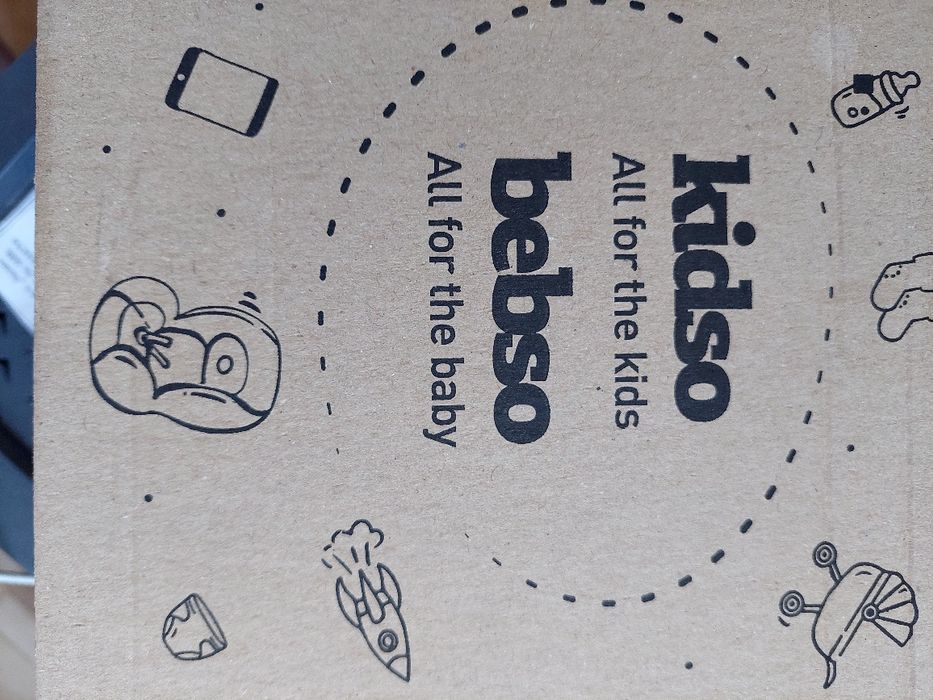 kidso
All for the kids
bebso
All for the baby